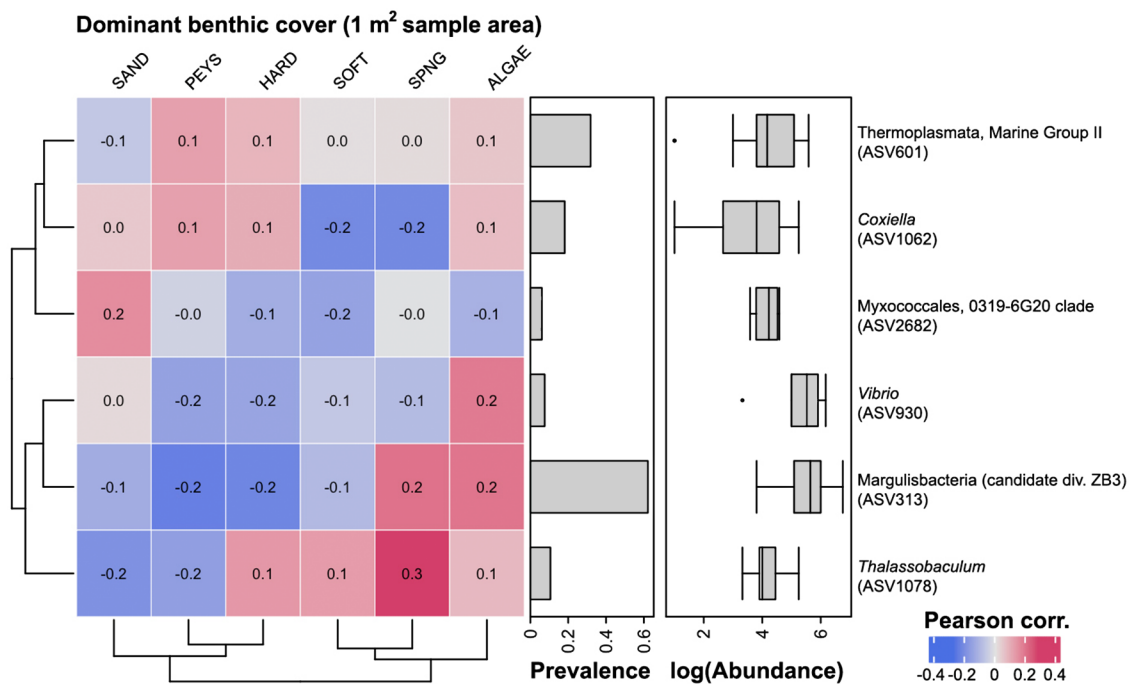 Dominant benthic cover (1 m² sample area)
SAND PEYS HARD SOFT SPNG ALGAE
-0.1 0.1 0.1 0.0 0.0 0.1
Thermoplasmata, Marine Group II
(ASV601)
0.0 0.1 0.1 -0.2 -0.2 0.1
Coxiella
(ASV1062)
0.2 -0.0 -0.1 -0.2 -0.0 -0.1
Myxococcales, 0319-6G20 clade
(ASV2682)
0.0 -0.2 -0.2 -0.1 -0.1 0.2
Vibrio
(ASV930)
-0.1 -0.2 -0.2 -0.1 0.2 0.2
Margulisbacteria (candidate div. ZB3)
(ASV313)
-0.2 -0.2 0.1 0.1 0.3 0.1
Thalassobaculum
(ASV1078)
0 0.2 0.4 0.6
Prevalence
2 4 6
log(Abundance)
Pearson corr.
-0.4 -0.2 0 0.2 0.4